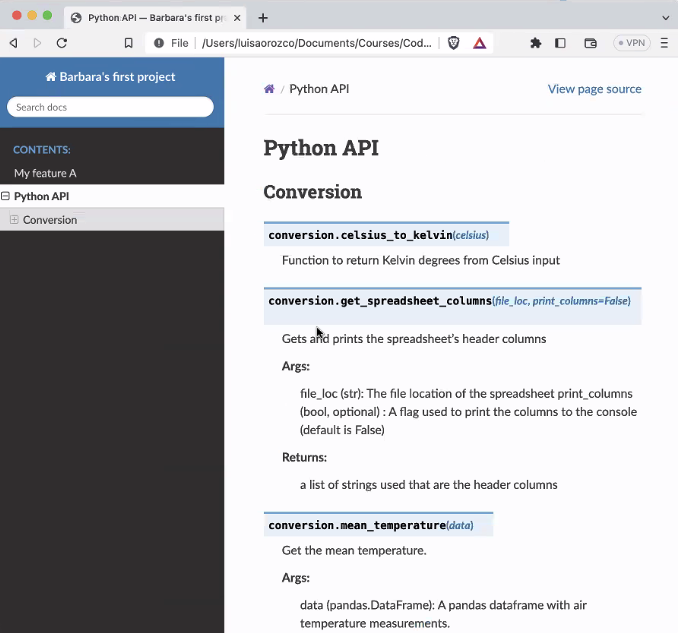 Python API — Barbara's first pr
File
/Users/luisaorozco/Documents/Courses/Cod...
VPN
Barbara's first project
Search docs
CONTENTS:
My feature A
Python API
Conversion
/ Python API
View page source
Python API
Conversion
conversion.celsius_to_kelvin(celsius)
Function to return Kelvin degrees from Celsius input
conversion.get_spreadsheet_columns(file_loc, print_columns=False)
Gets and prints the spreadsheet's header columns
Args:
file_loc (str): The file location of the spreadsheet print_columns
(bool, optional) : A flag used to print the columns to the console
(default is False)
Returns:
a list of strings used that are the header columns
conversion.mean_temperature(data)
Get the mean temperature.
Args:
data (pandas.DataFrame): A pandas dataframe with air
temperature measurements.